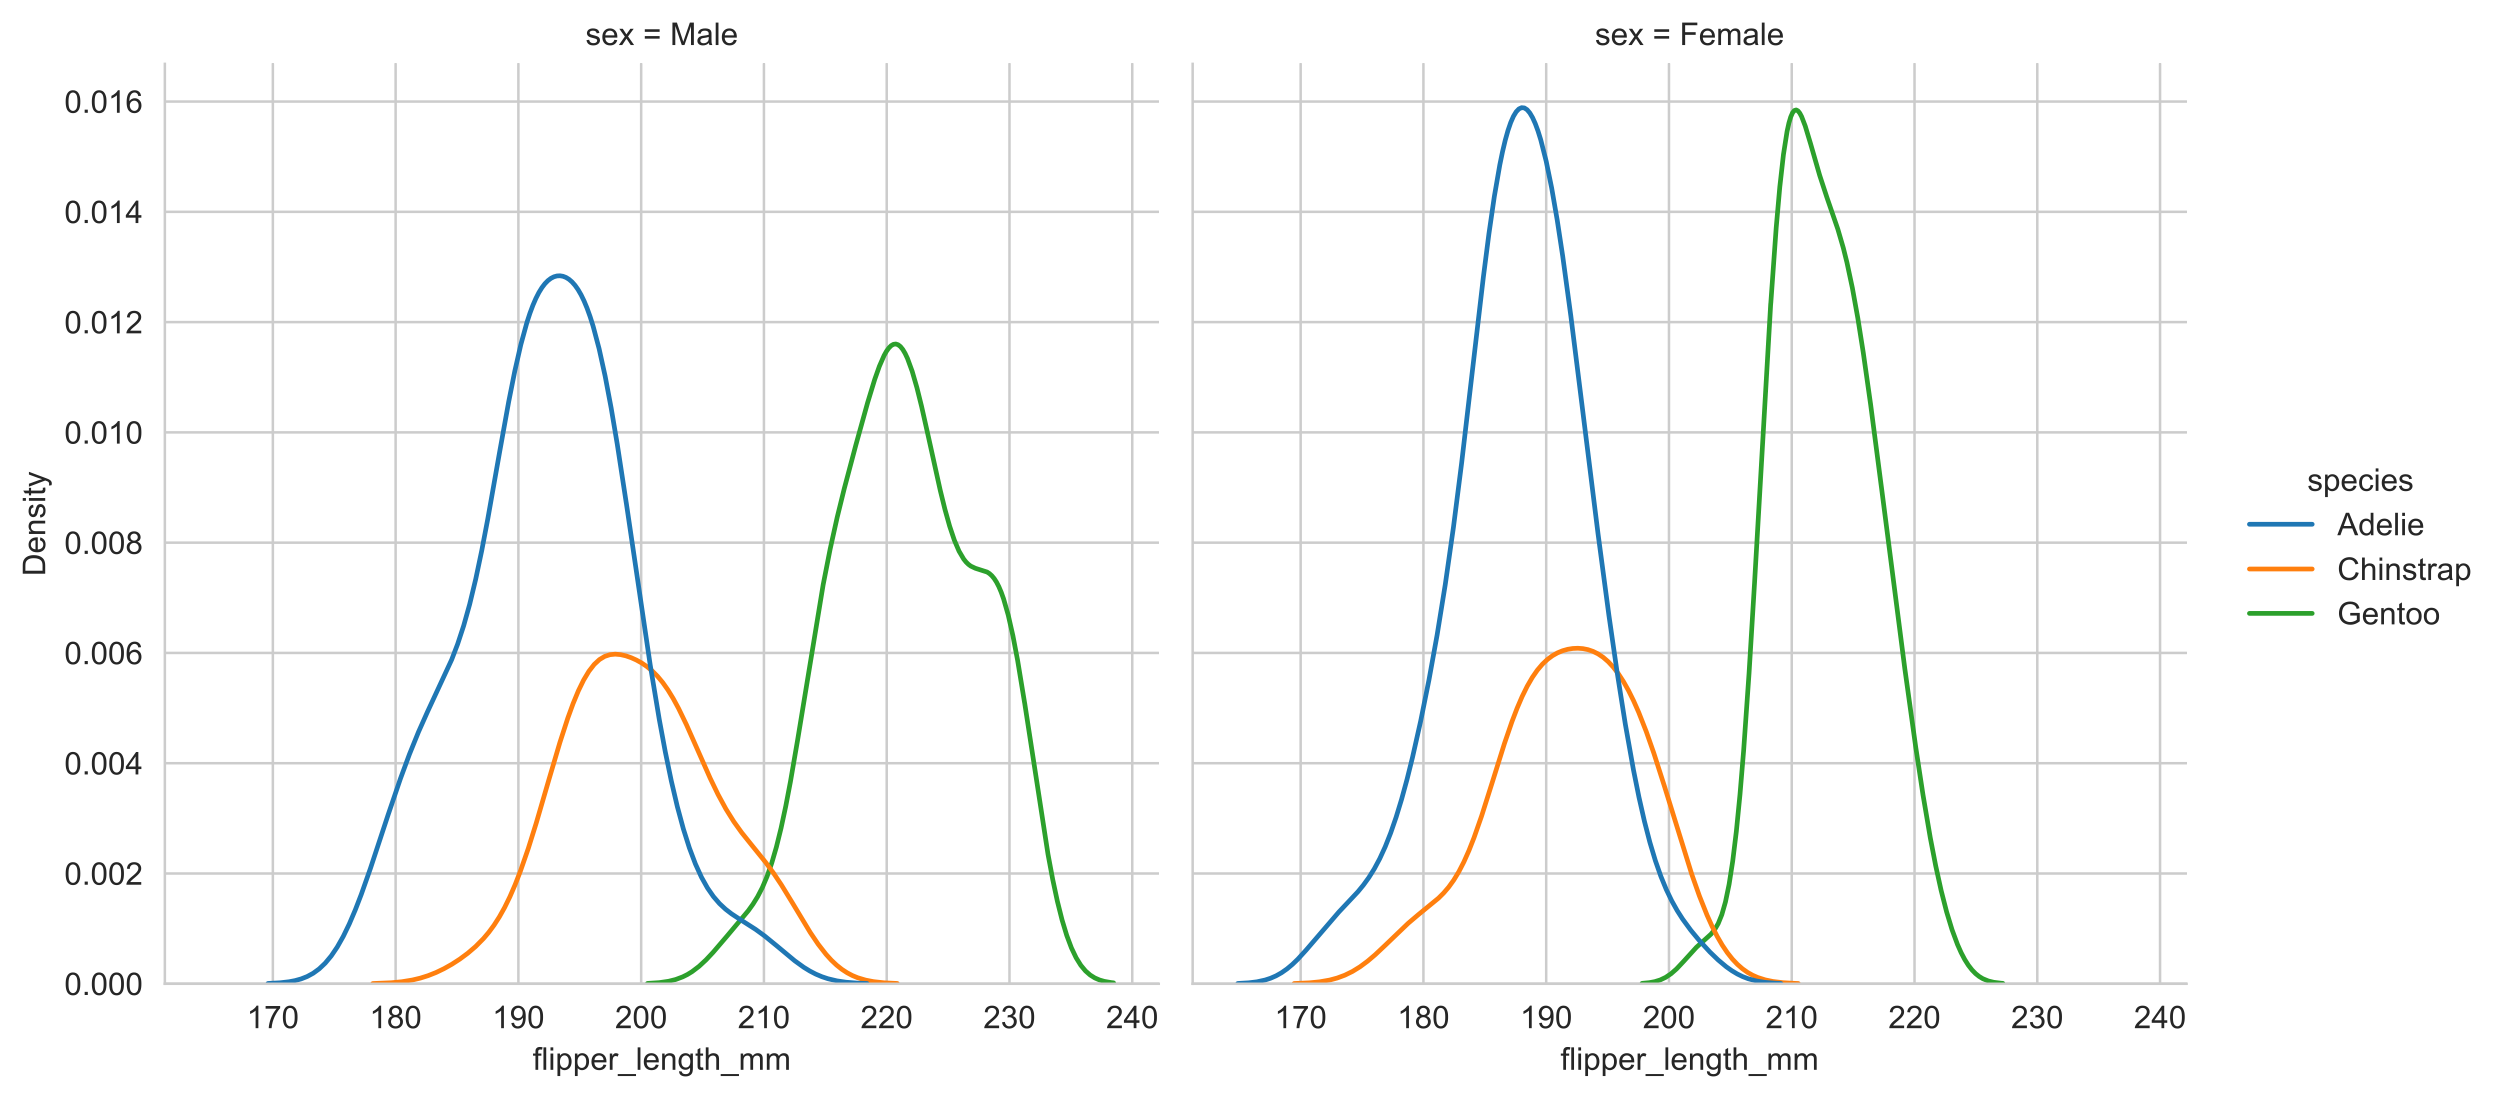 sex = Male
sex = Female
0.016
0.014
0.012
0.010
0.008
0.006
0.004
0.002
0.000
Density
170 180 190 200 210 220 230 240
170 180 190 200 210 220 230 240
flipper_length_mm
flipper_length_mm
species
Adelie
Chinstrap
Gentoo